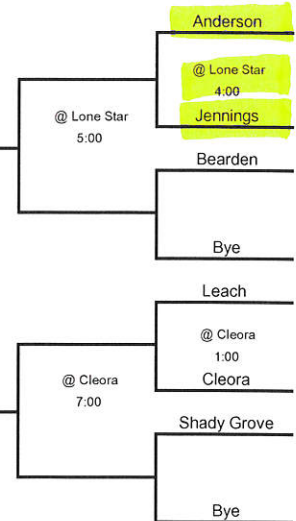 Anderson
@ Lone Star
4:00
Jennings
@ Lone Star
5:00
Bearden
Bye
Leach
@ Cleora
1:00
Cleora
@ Cleora
7:00
Shady Grove
Bye